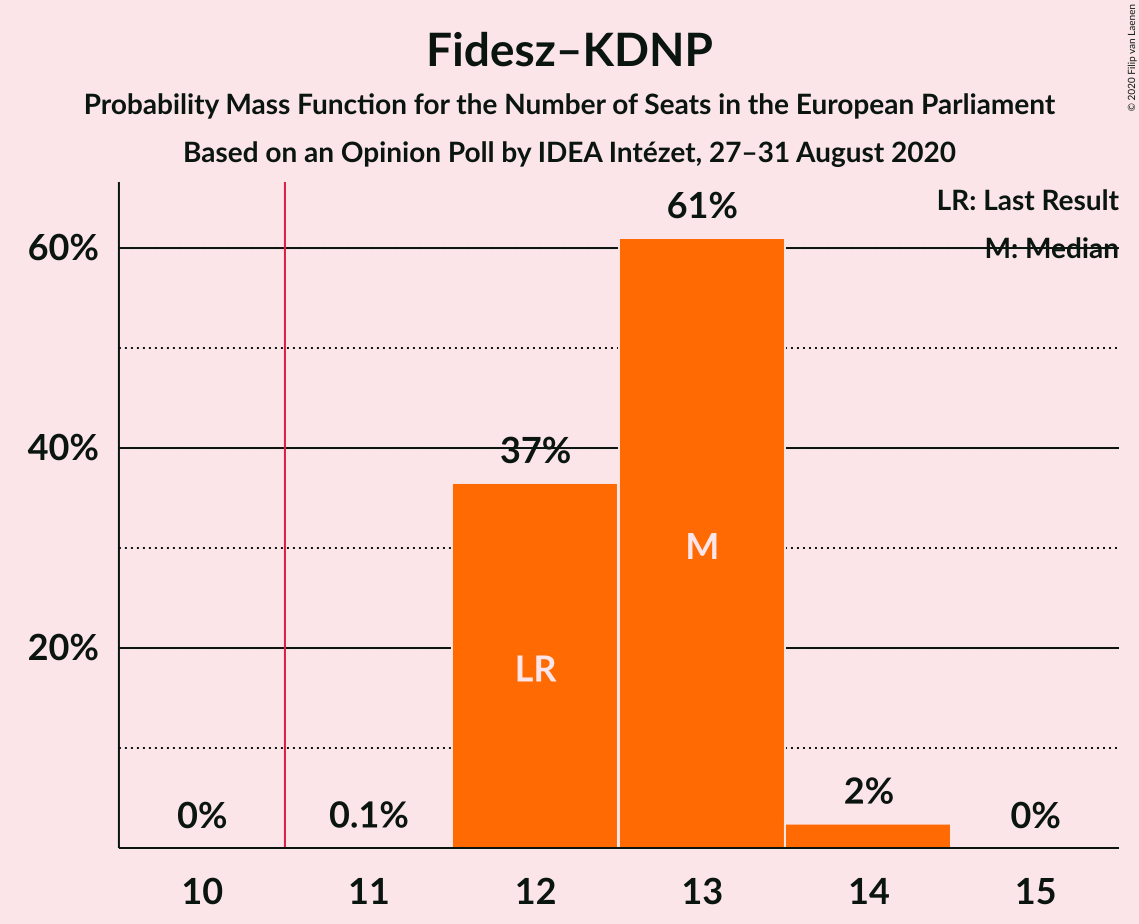 Fidesz–KDNP
Probability Mass Function for the Number of Seats in the European Parliament
Based on an Opinion Poll by IDEA Intézet, 27–31 August 2020
© 2020 Filip van Laenen
LR: Last Result
M: Median
60%
40%
20%
0%
0.1%
37%
61%
2%
0%
LR
M
10
11
12
13
14
15